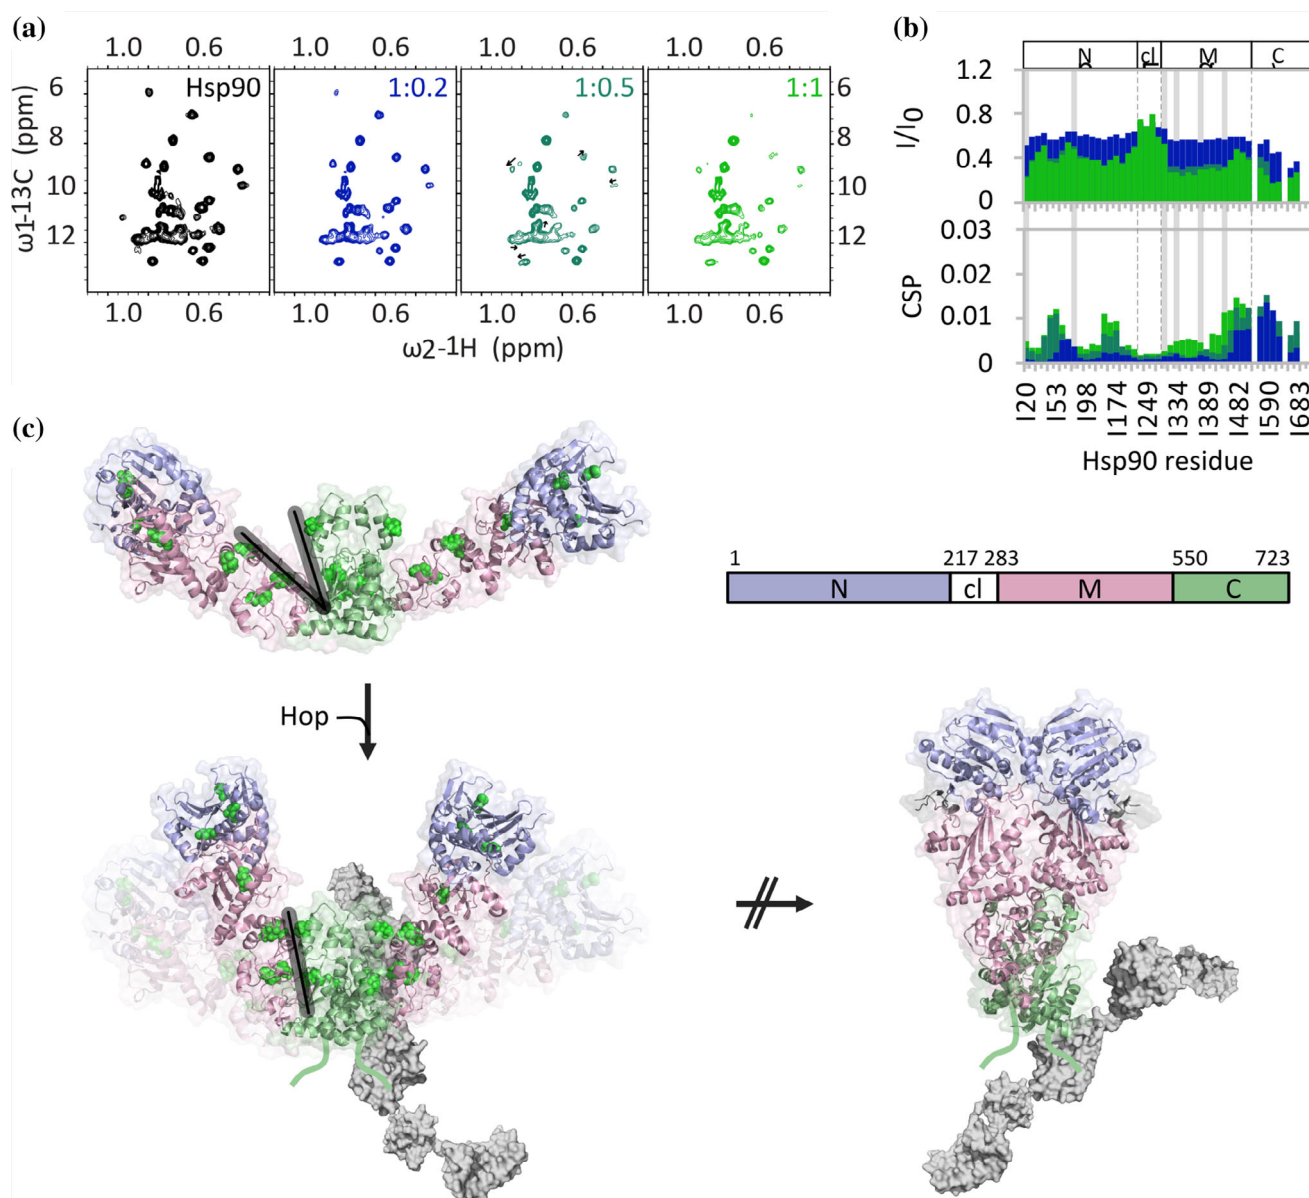 (a)
1.0 0.6 1.0 0.6 1.0 0.6 1.0 0.6
Hsp90 1:0.2 1:0.5 1:1
6 6
8 8
10 10
12 12
ω1-13C (ppm)
1.0 0.6 1.0 0.6 1.0 0.6 1.0 0.6
ω2-1H (ppm)
(b)
N cl M C
1.2
0.8
0.4
0
I/I0
0.03
0.02
0.01
0
CSP
I20 I53 I98 I174 I249 I334 I389 I482 I590 I683
Hsp90 residue
(c)
1 217 283 550 723
N cl M C
Hop